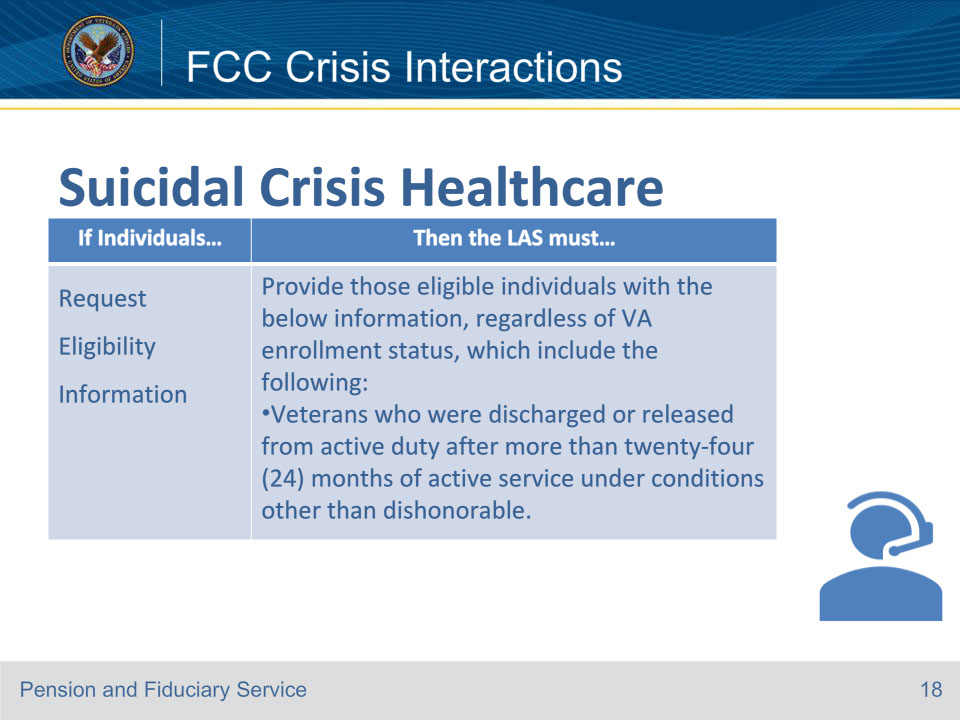 FCC Crisis Interactions
Suicidal Crisis Healthcare
If Individuals...
Then the LAS must...
Request
Eligibility
Information
Provide those eligible individuals with the
below information, regardless of VA
enrollment status, which include the
following:
•Veterans who were discharged or released
from active duty after more than twenty-four
(24) months of active service under conditions
other than dishonorable.
Pension and Fiduciary Service
18